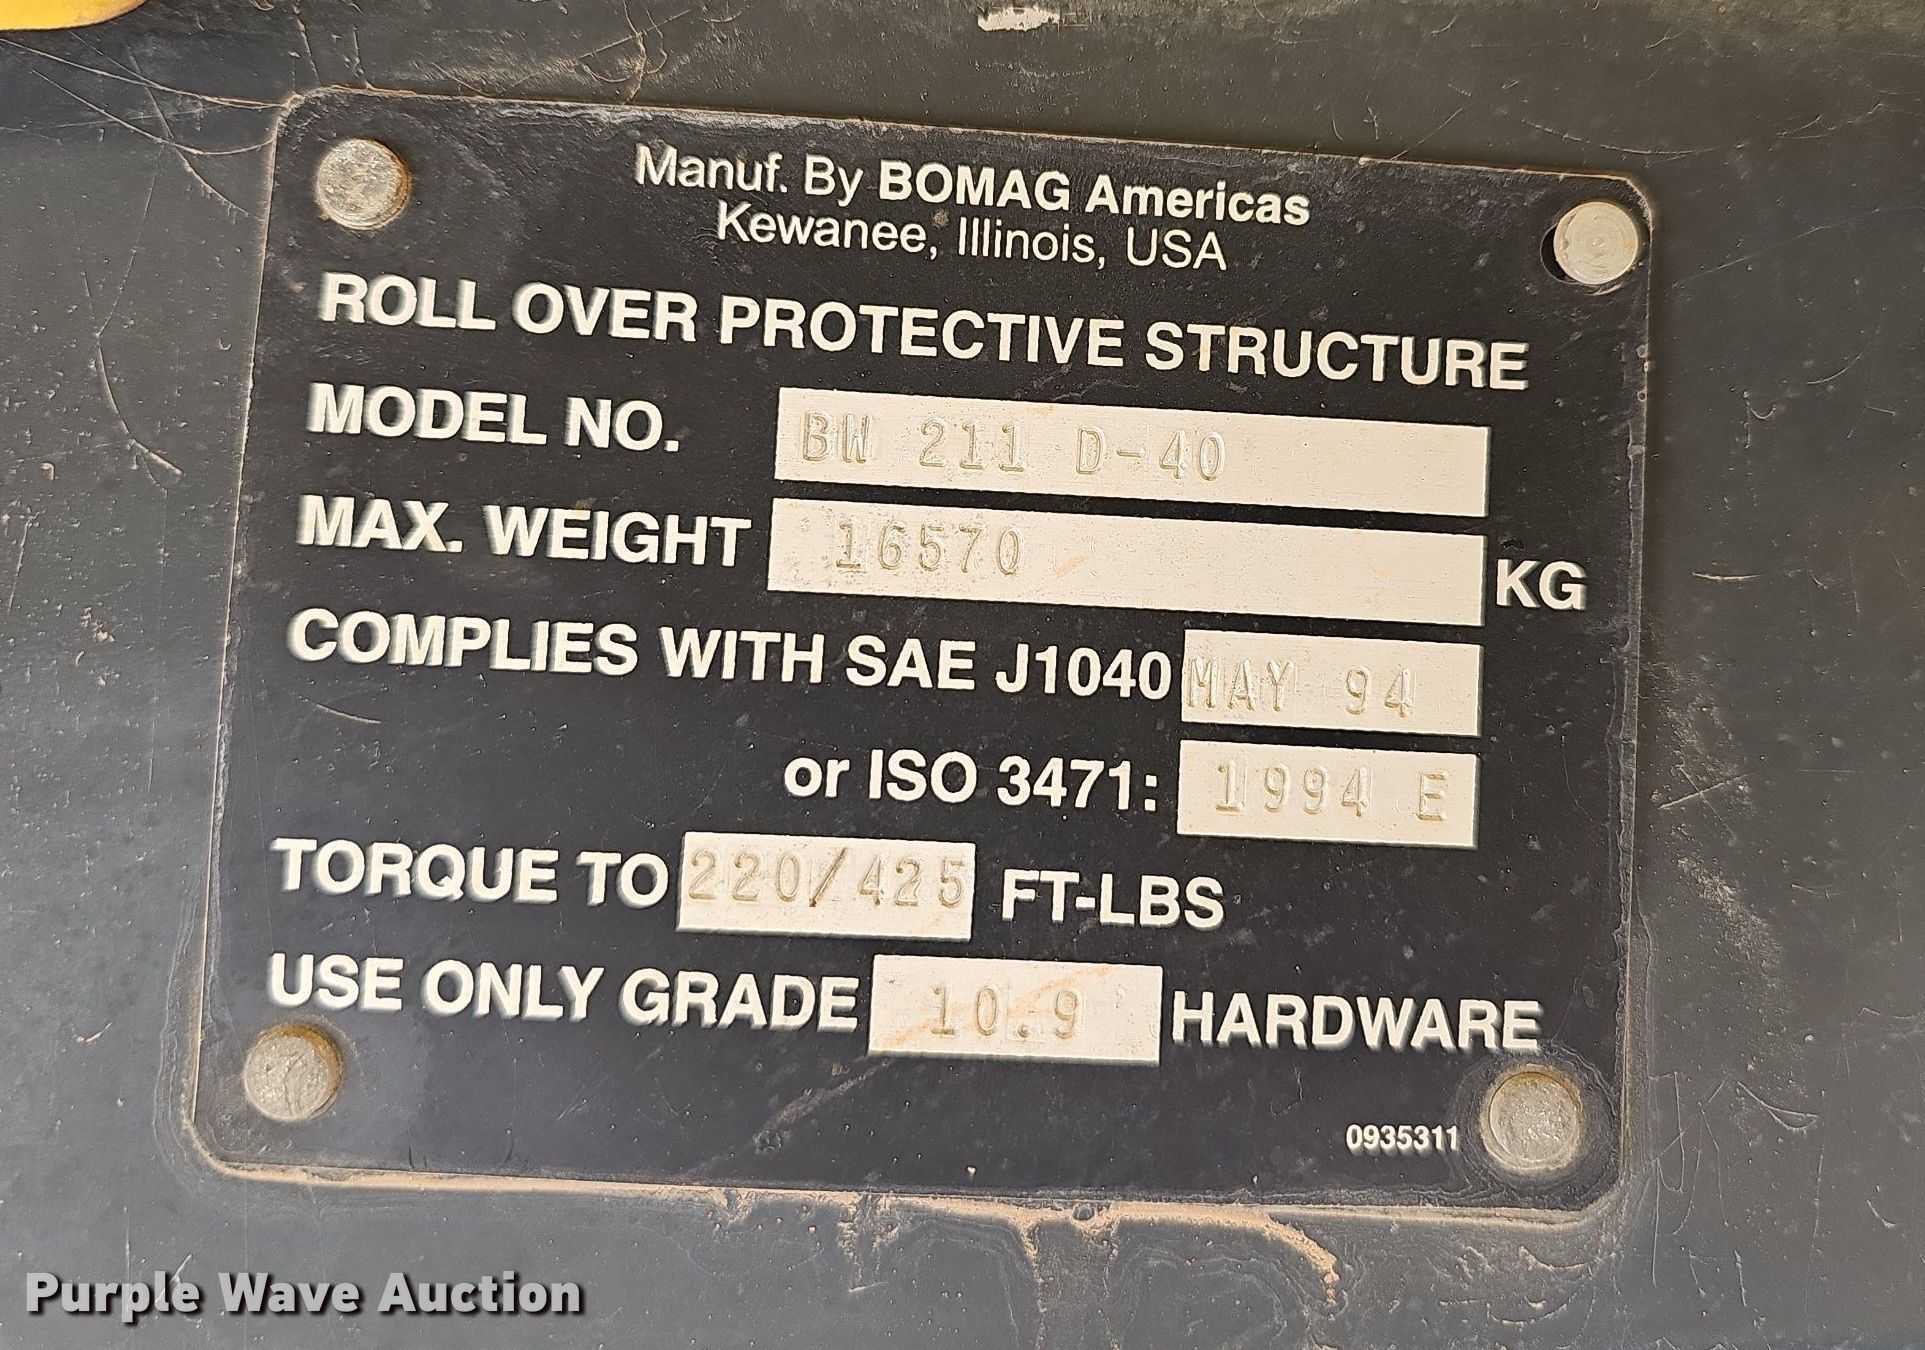 Manuf. By BOMAG Americas
Kewanee, Illinois, USA
ROLL OVER PROTECTIVE STRUCTURE
MODEL NO. BW 211 D-40
MAX. WEIGHT 16570 KG
COMPLIES WITH SAE J1040 MAY 94
or ISO 3471: 1994 E
TORQUE TO 220/425 FT-LBS
USE ONLY GRADE 10.9 HARDWARE
0935311
Purple Wave Auction